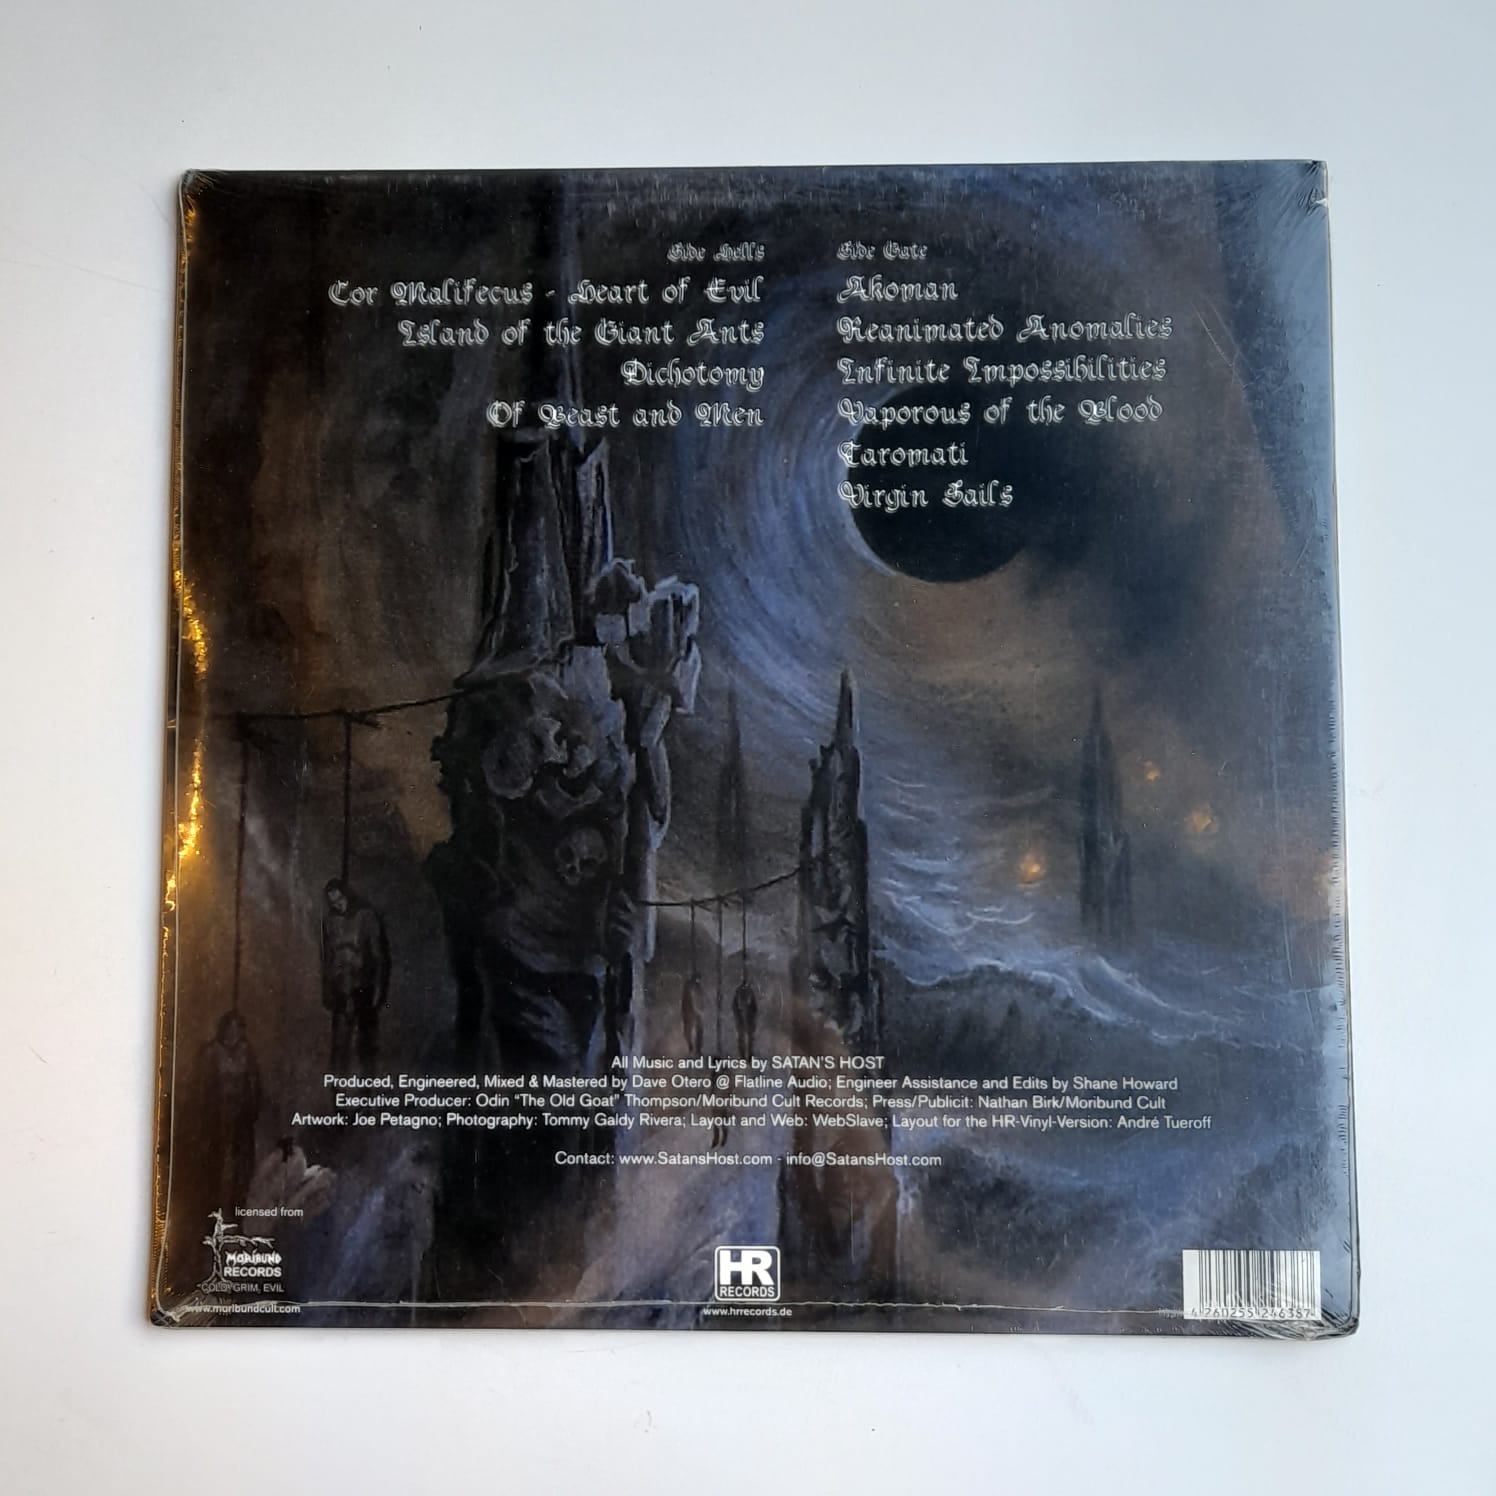 Side Hell's
Cor Malifecus - Heart of Evil
Island of the Giant Ants
Dichotomy
Of Beast and Men
Side Gate
Akoman
Reanimated Anomalies
Infinite Impossibilities
Vaporous of the Blood
Taromati
Virgin Sails
All Music and Lyrics by SATAN'S HOST
Produced, Engineered, Mixed & Mastered by Dave Otero @ Flatline Audio; Engineer Assistance and Edits by Shane Howard
Executive Producer: Odin "The Old Goat" Thompson/Moribund Cult Records; Press/Publicit: Nathan Birk/Moribund Cult
Artwork: Joe Petagno; Photography: Tommy Galdy Rivera; Layout and Web: WebSlave; Layout for the HR-Vinyl-Version: André Tueroff
Contact: www.SatansHost.com - info@SatansHost.com
licensed from
MORIBUND
RECORDS
"COLD, GRIM, EVIL
www.moribundcult.com
HR
RECORDS
www.hrrecords.de
4 260255 246387